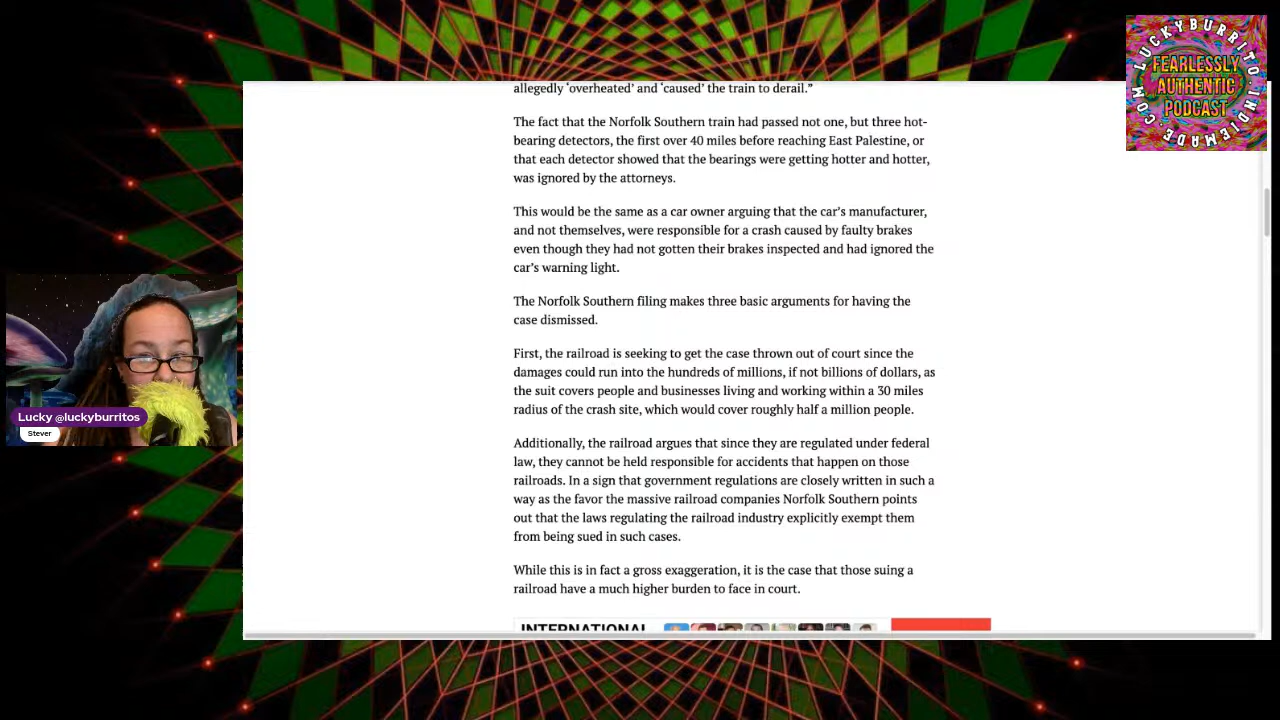 allegedly ‘overheated’ and ‘caused’ the train to derail.”
The fact that the Norfolk Southern train had passed not one, but three hot-
bearing detectors, the first over 40 miles before reaching East Palestine, or
that each detector showed that the bearings were getting hotter and hotter,
was ignored by the attorneys.
This would be the same as a car owner arguing that the car’s manufacturer,
and not themselves, were responsible for a crash caused by faulty brakes
even though they had not gotten their brakes inspected and had ignored the
car’s warning light.
The Norfolk Southern filing makes three basic arguments for having the
case dismissed.
First, the railroad is seeking to get the case thrown out of court since the
damages could run into the hundreds of millions, if not billions of dollars, as
the suit covers people and businesses living and working within a 30 miles
radius of the crash site, which would cover roughly half a million people.
Additionally, the railroad argues that since they are regulated under federal
law, they cannot be held responsible for accidents that happen on those
railroads. In a sign that government regulations are closely written in such a
way as the favor the massive railroad companies Norfolk Southern points
out that the laws regulating the railroad industry explicitly exempt them
from being sued in such cases.
While this is in fact a gross exaggeration, it is the case that those suing a
railroad have a much higher burden to face in court.
INTERNATIONAL
Lucky @luckyburritos
Stever
LUCKYBURRITO.INDIEMADE.COM
FEARLESSLY
AUTHENTIC
PODCAST